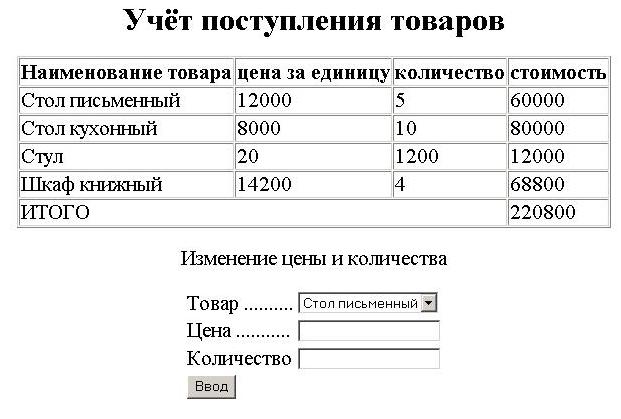 Учёт поступления товаров
Наименование товара цена за единицу количество стоимость
Стол письменный 12000 5 60000
Стол кухонный 8000 10 80000
Стул 20 1200 12000
Шкаф книжный 14200 4 68800
ИТОГО 220800
Изменение цены и количества
Товар .......... Стол письменный
Цена ...........
Количество
Ввод